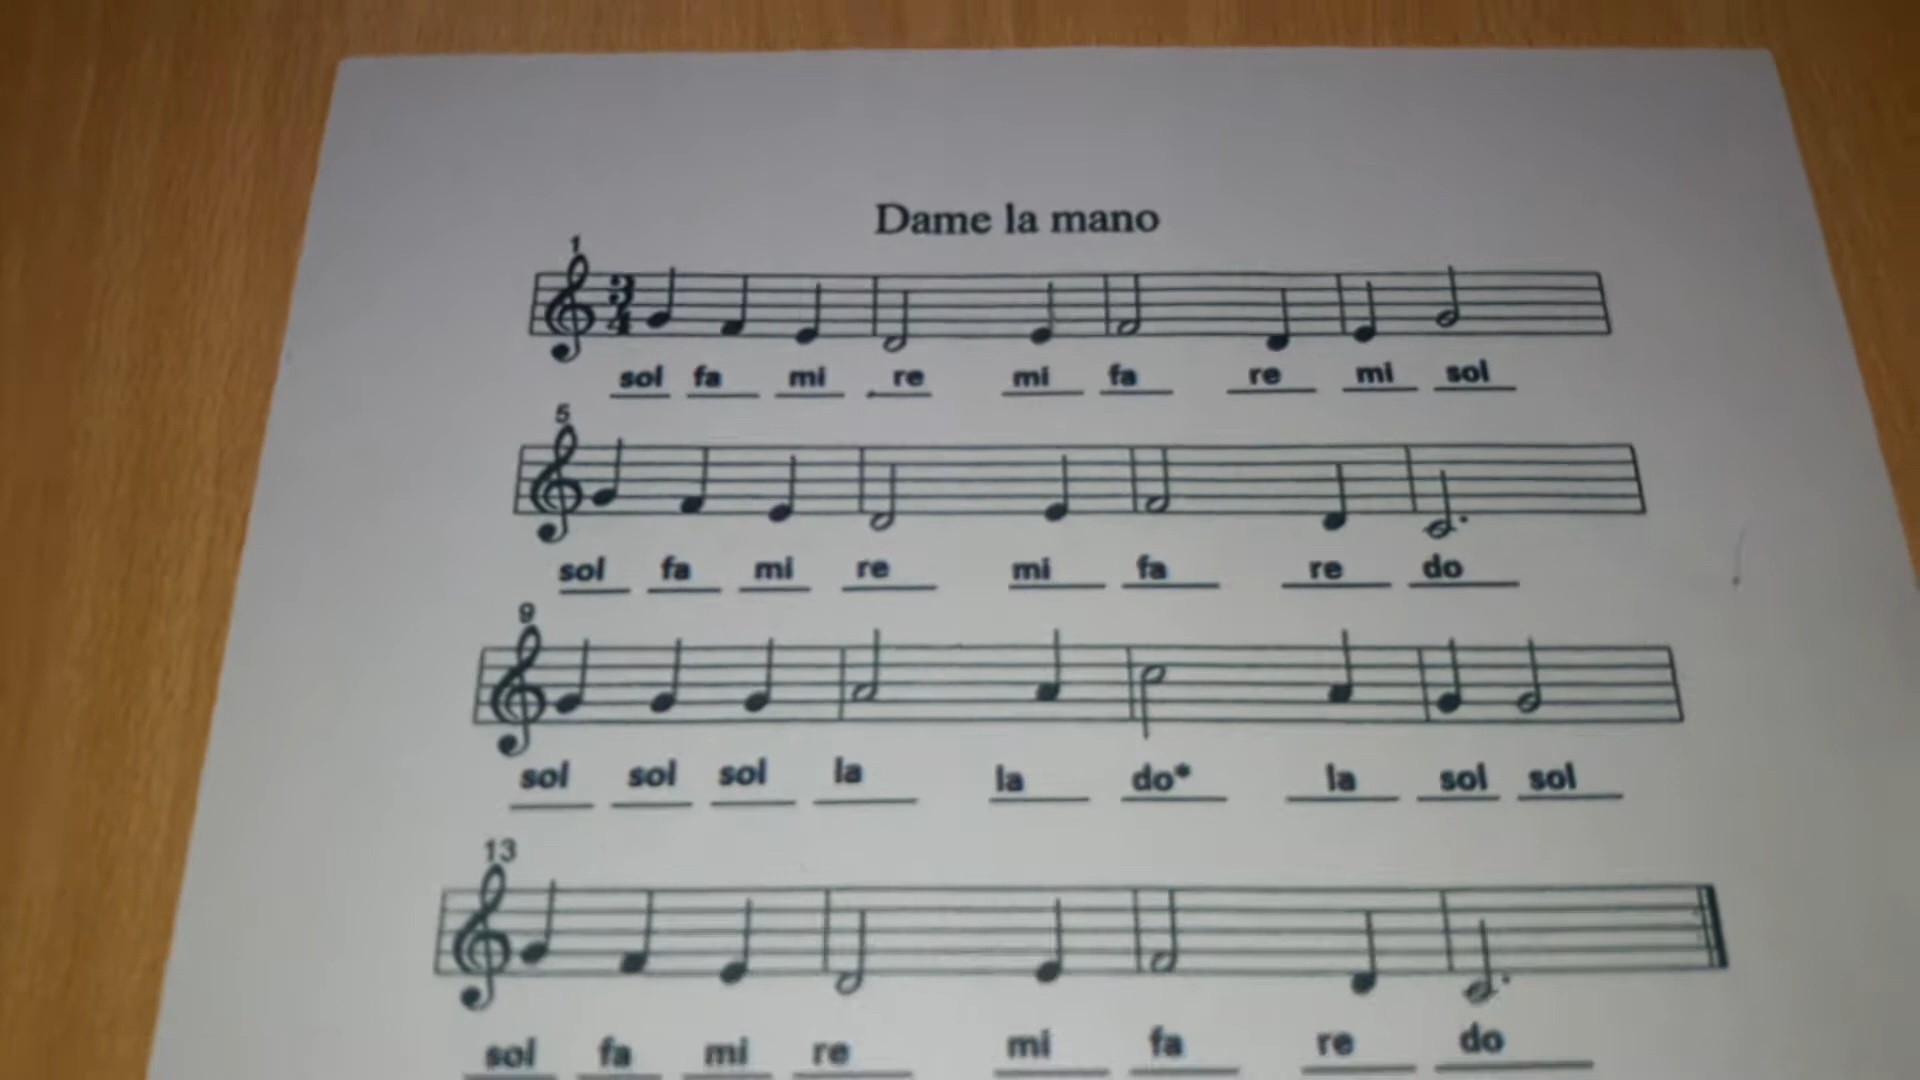 Dame la mano
1
3
4
sol fa mi re mi fa re mi sol
5
sol fa mi re mi fa re do
9
sol sol sol la la do* la sol sol
13
sol fa mi re mi fa re do